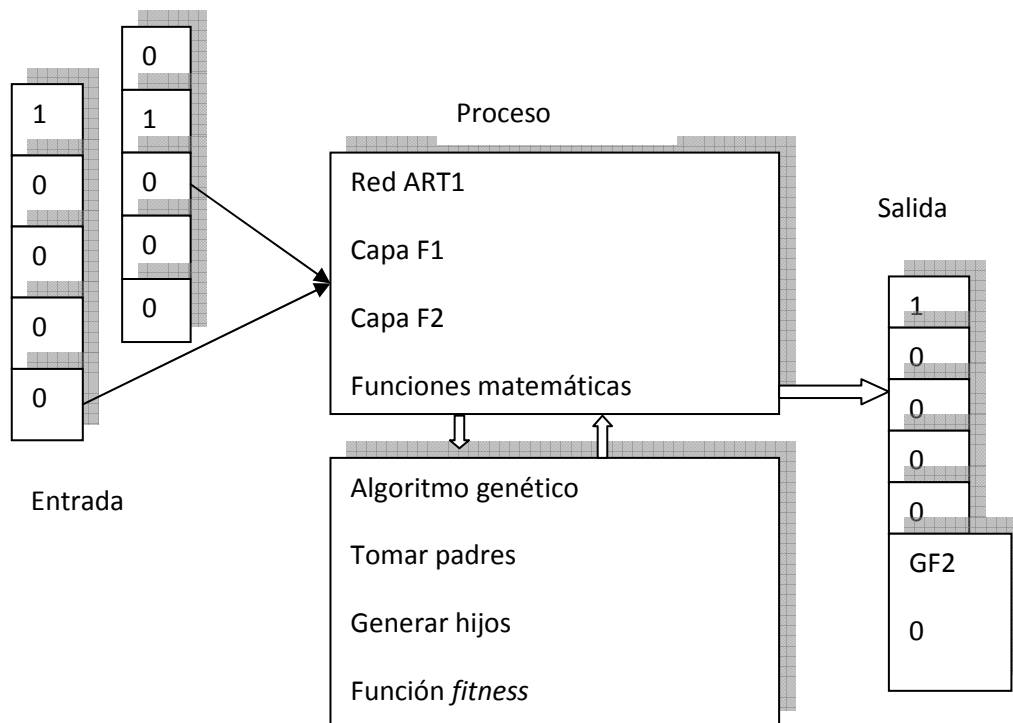 0
1
0
0
0
1
0
0
0
0
Entrada
Proceso
Red ART1
Capa F1
Capa F2
Funciones matemáticas
Algoritmo genético
Tomar padres
Generar hijos
Función fitness
Salida
1
0
0
0
0
GF2
0